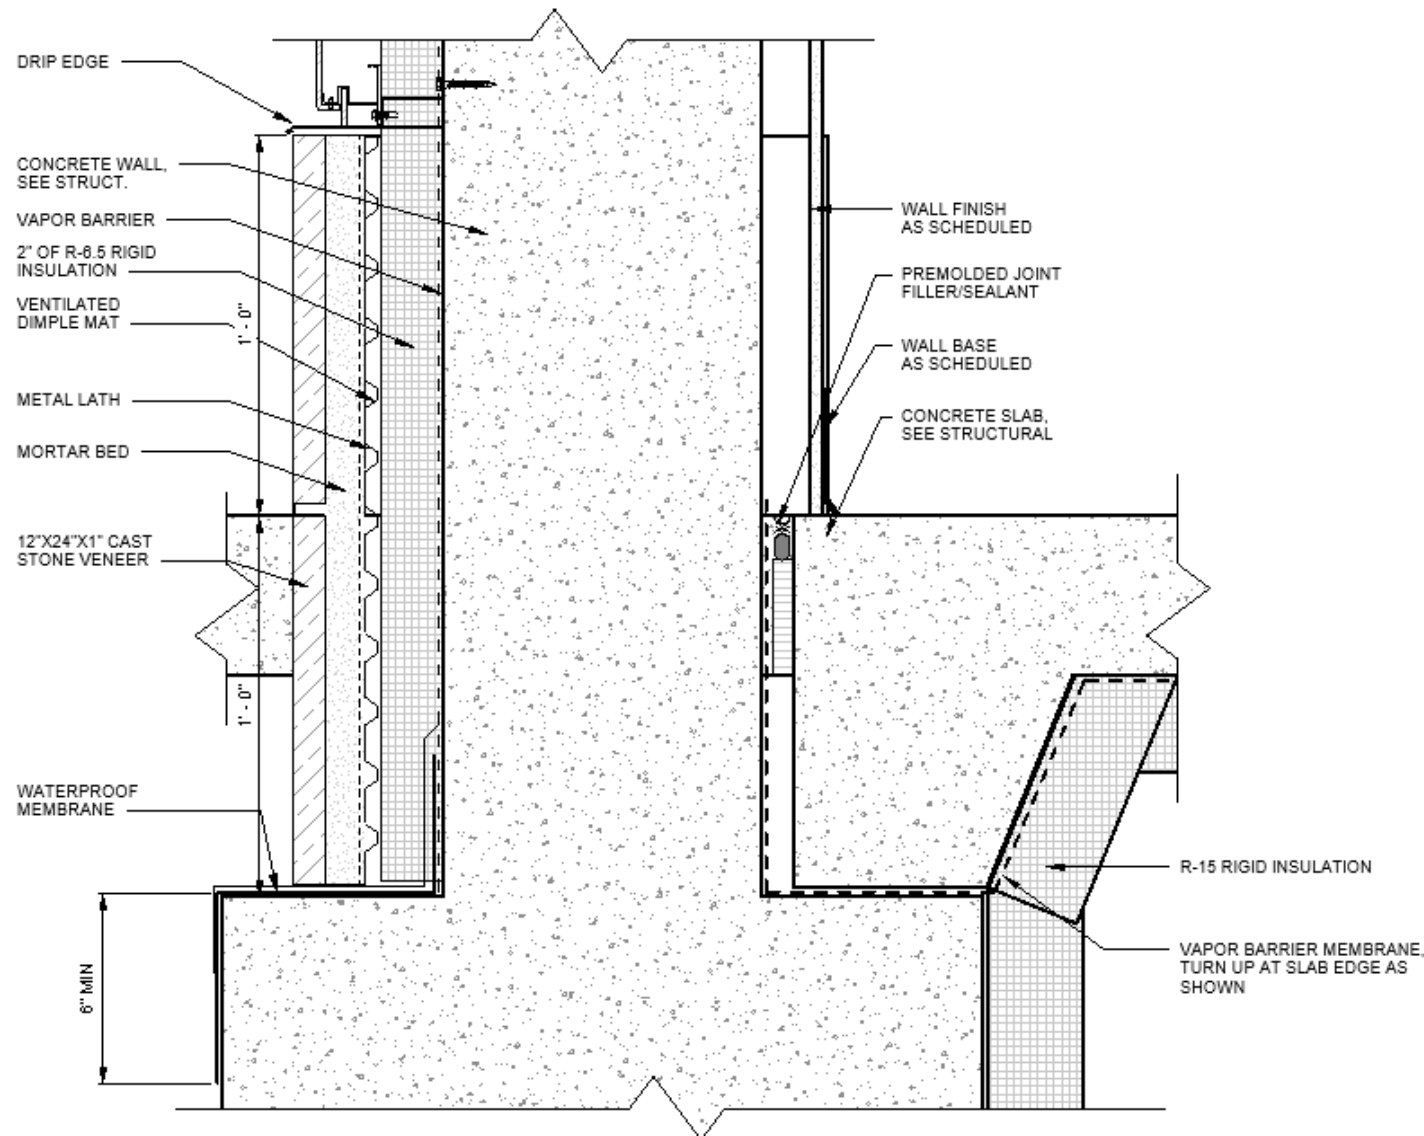 DRIP EDGE
CONCRETE WALL,
SEE STRUCT.
VAPOR BARRIER
2" OF R-6.5 RIGID
INSULATION
VENTILATED
DIMPLE MAT
METAL LATH
MORTAR BED
12"X24"X1" CAST
STONE VENEER
WATERPROOF
MEMBRANE
1' - 0"
1' - 0"
6" MIN
WALL FINISH
AS SCHEDULED
PREMOLDED JOINT
FILLER/SEALANT
WALL BASE
AS SCHEDULED
CONCRETE SLAB,
SEE STRUCTURAL
R-15 RIGID INSULATION
VAPOR BARRIER MEMBRANE,
TURN UP AT SLAB EDGE AS
SHOWN